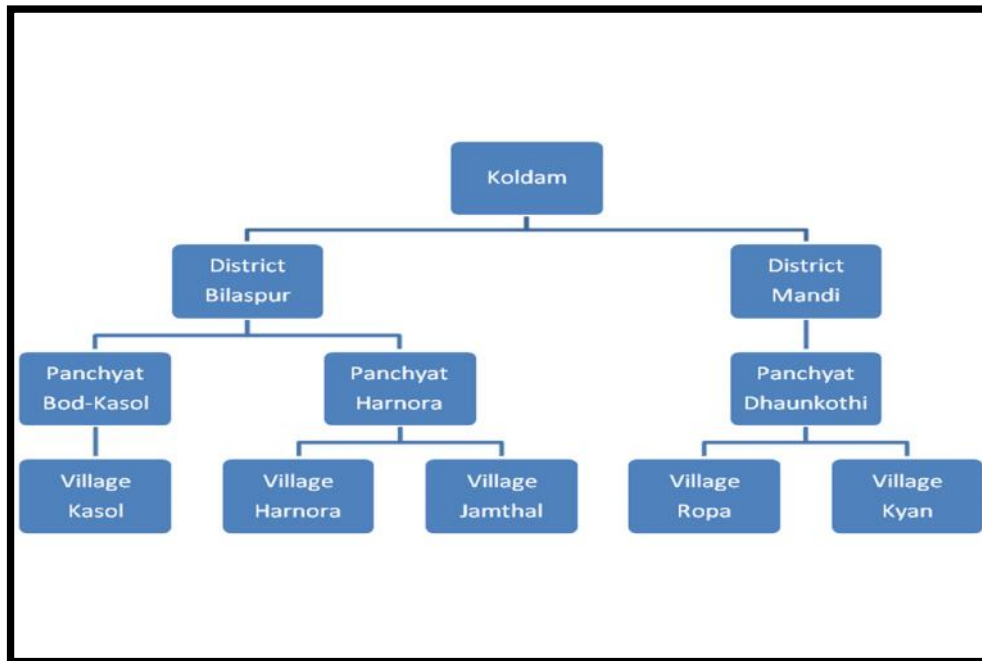 Koldam
District
Bilaspur
District
Mandi
Panchyat
Bod-Kasol
Panchyat
Harnora
Panchyat
Dhaunkothi
Village
Kasol
Village
Harnora
Village
Jamthal
Village
Ropa
Village
Kyan